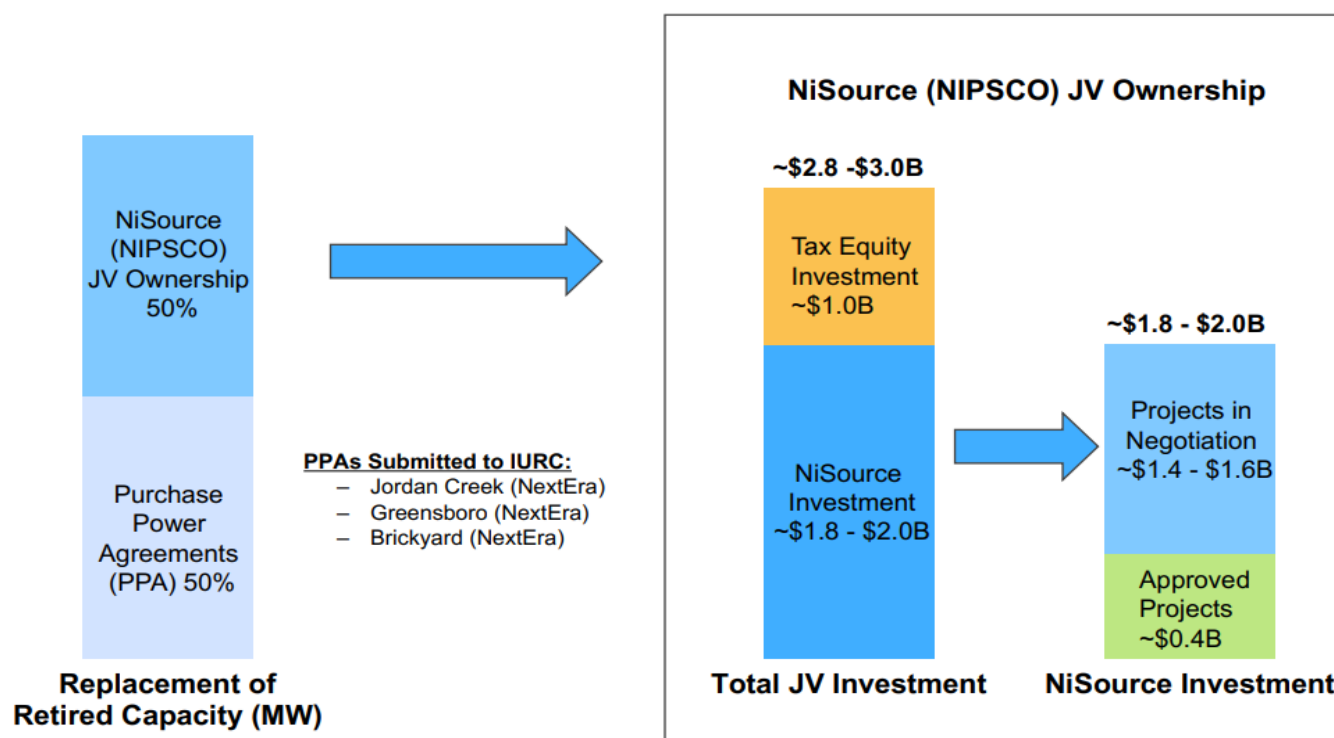 NiSource (NIPSCO) JV Ownership
NiSource
(NIPSCO)
JV Ownership
50%
Purchase
Power
Agreements
(PPA) 50%
Replacement of
Retired Capacity (MW)
PPAs Submitted to IURC:
– Jordan Creek (NextEra)
– Greensboro (NextEra)
– Brickyard (NextEra)
~$2.8 -$3.0B
Tax Equity
Investment
~$1.0B
NiSource
Investment
~$1.8 - $2.0B
Total JV Investment
~$1.8 - $2.0B
Projects in
Negotiation
~$1.4 - $1.6B
Approved
Projects
~$0.4B
NiSource Investment